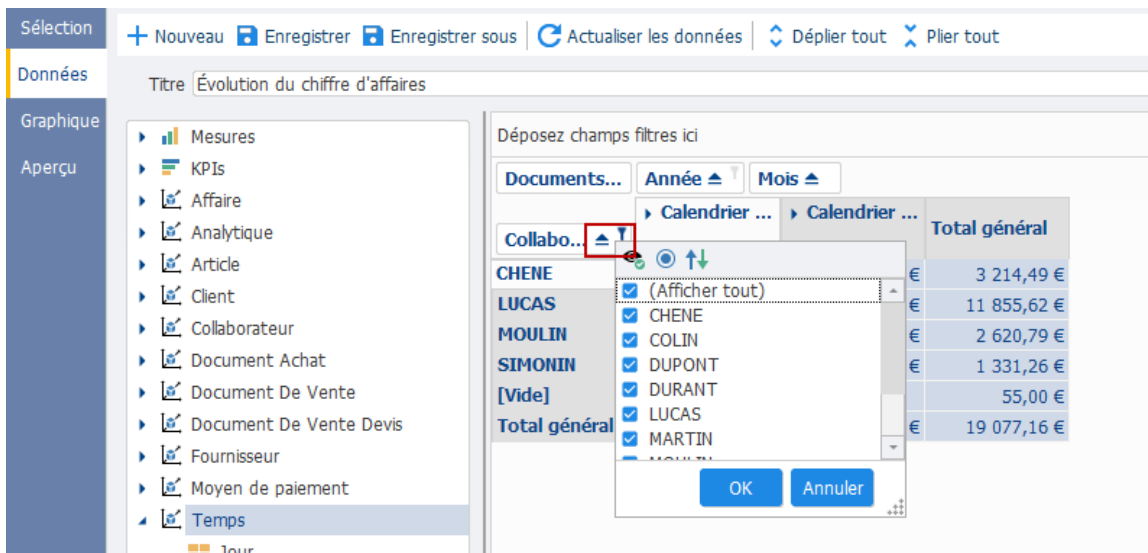 Sélection
Données
Graphique
Aperçu
Nouveau Enregistrer Enregistrer sous Actualiser les données Déplier tout Plier tout
Titre Évolution du chiffre d'affaires
Mesures
KPIs
Affaire
Analytique
Article
Client
Collaborateur
Document Achat
Document De Vente
Document De Vente Devis
Fournisseur
Moyen de paiement
Temps
Jour
Déposez champs filtres ici
Documents... Année Mois
Calendrier ... Calendrier ... Total général
Collabo...
CHENE € 3 214,49 €
LUCAS € 11 855,62 €
MOULIN € 2 620,79 €
SIMONIN € 1 331,26 €
[Vide] 55,00 €
Total général € 19 077,16 €
(Afficher tout)
CHENE
COLIN
DUPONT
DURANT
LUCAS
MARTIN
MOULIN
OK Annuler